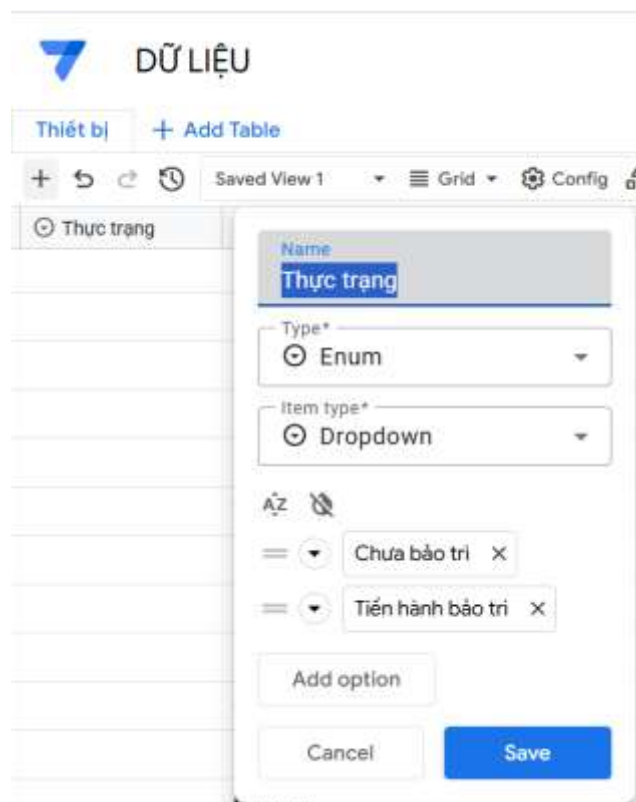 DỮ LIỆU
Thiết bị + Add Table
Saved View 1 Grid Config
Thực trạng
Name
Thực trạng
Type*
Enum
Item type*
Dropdown
AZ
Chưa bảo trì ×
Tiến hành bảo trì ×
Add option
Cancel Save